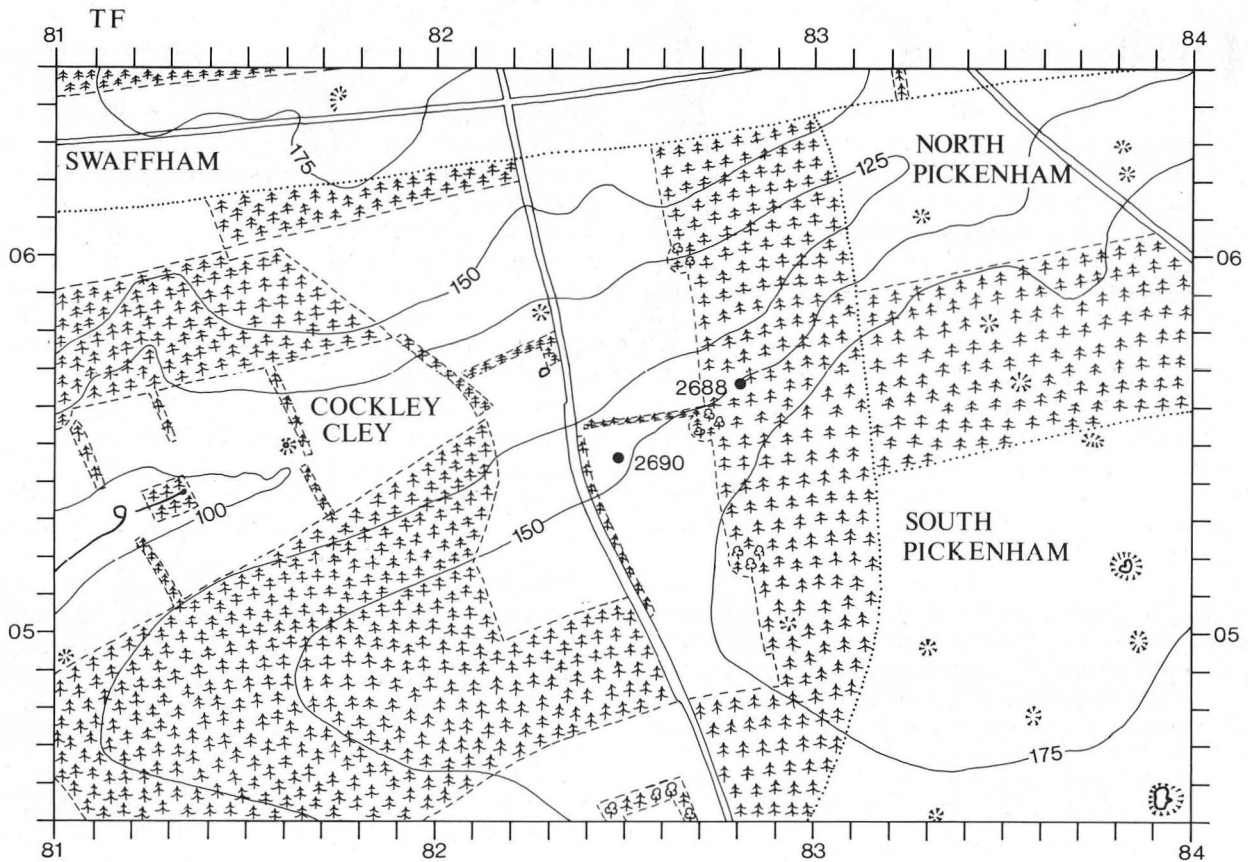 TF
81 82 83 84
SWAFFHAM
175
NORTH
PICKENHAM
125
06 06
150
COCKLEY
CLEY
2688
2690
100
150
SOUTH
PICKENHAM
05 05
175
81 82 83 84